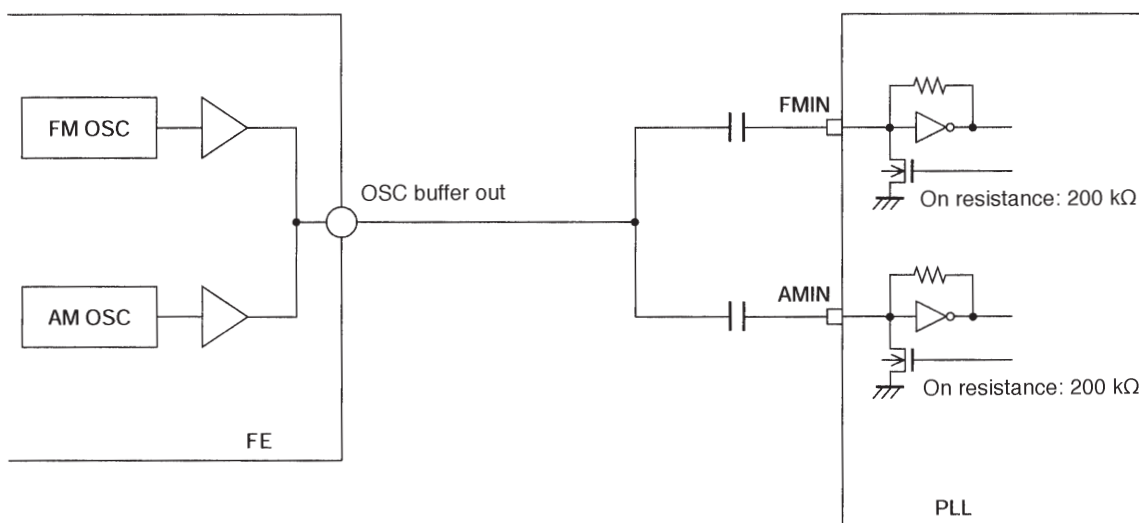 FM OSC
AM OSC
FE
OSC buffer out
FMIN
On resistance: 200 kΩ
AMIN
On resistance: 200 kΩ
PLL